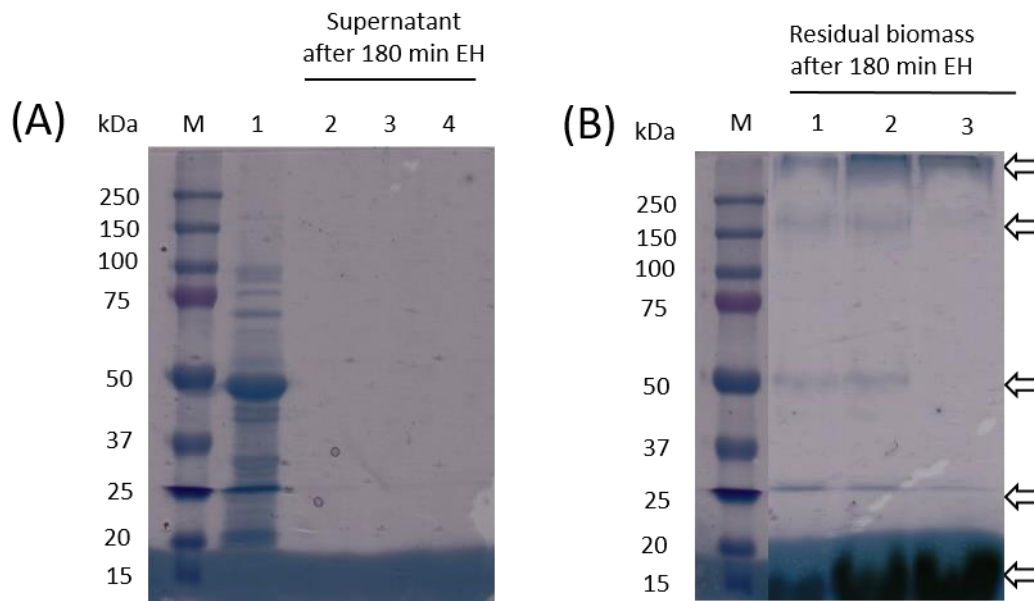 Supernatant
after 180 min EH
(A)
kDa M 1 2 3 4
250
150
100
75
50
37
25
20
15
Residual biomass
after 180 min EH
(B)
kDa M 1 2 3
250
150
100
75
50
37
25
20
15